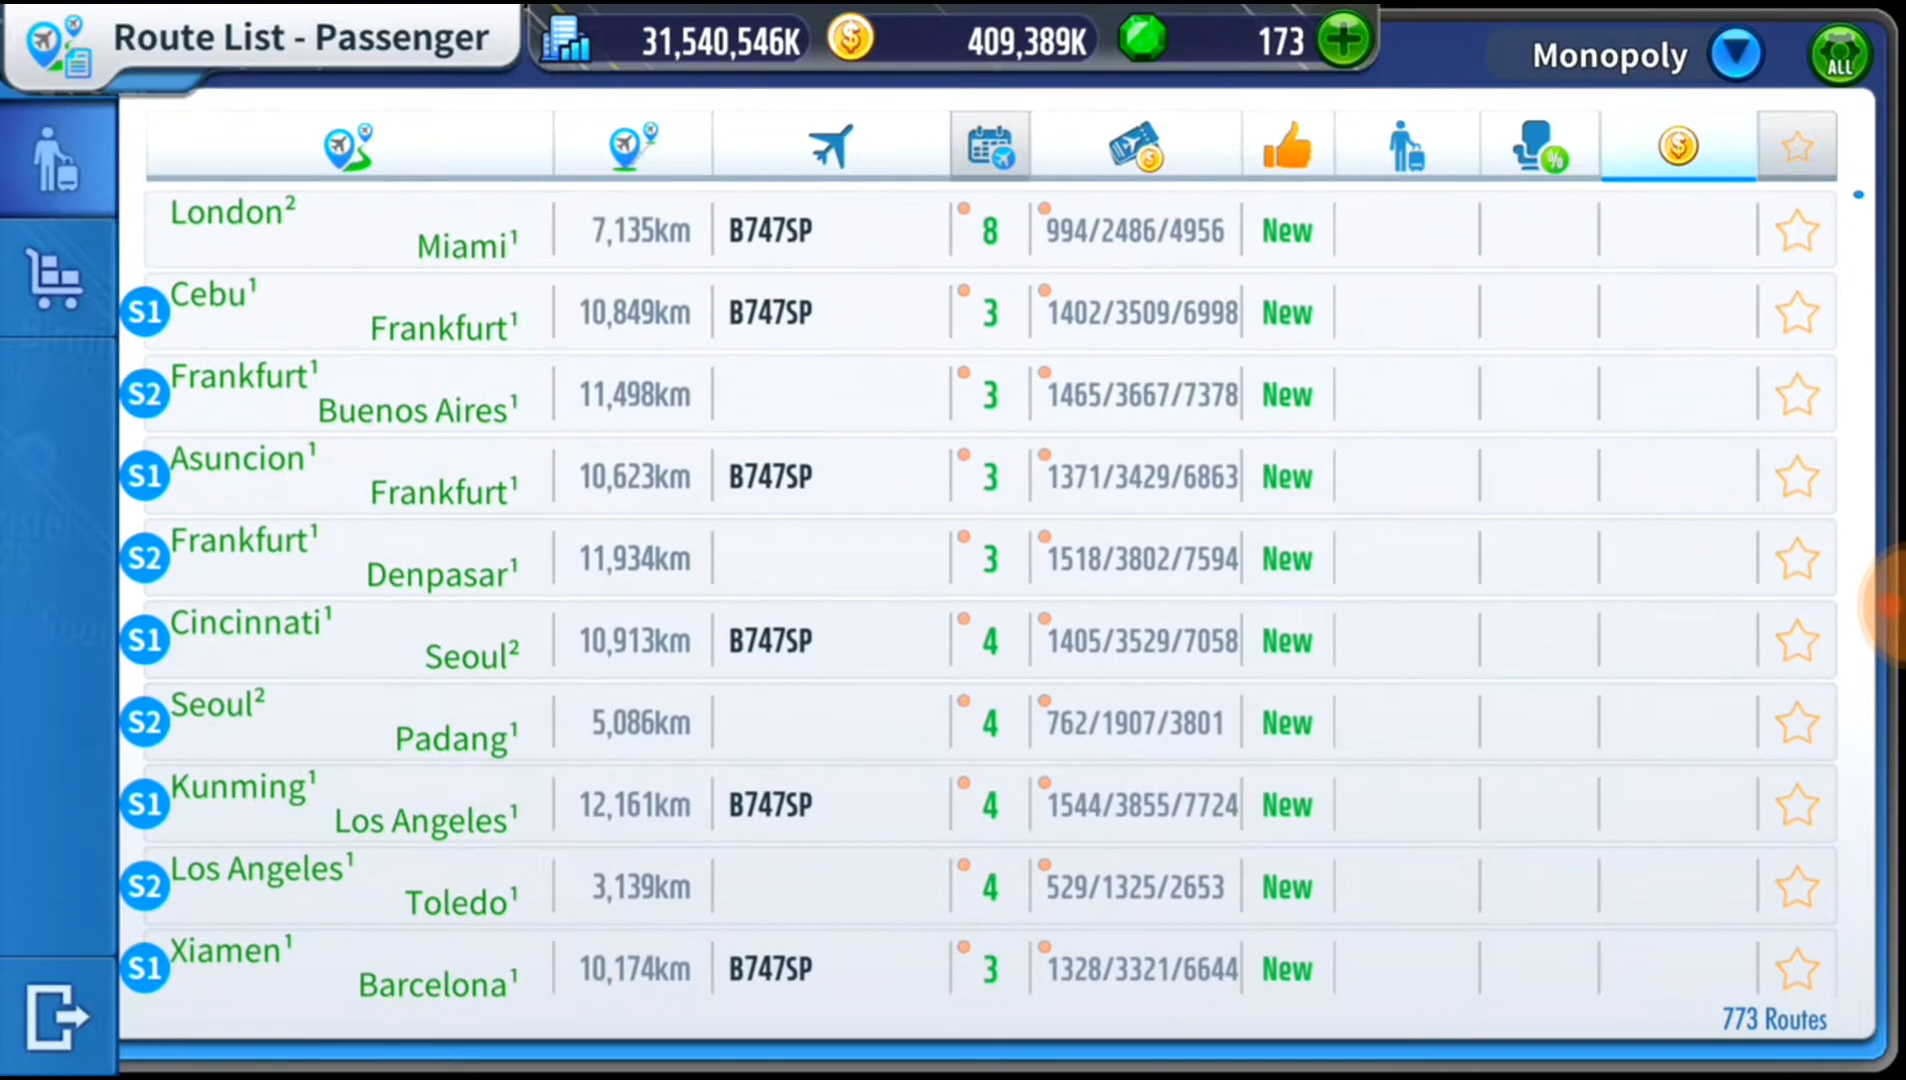 Route List - Passenger
31,540,546K
409,389K
173
Monopoly
ALL
London²
Miami¹
7,135km
B747SP
8
994/2486/4956
New
S1
Cebu¹
Frankfurt¹
10,849km
B747SP
3
1402/3509/6998
New
S2
Frankfurt¹
Buenos Aires¹
11,498km
3
1465/3667/7378
New
S1
Asuncion¹
Frankfurt¹
10,623km
B747SP
3
1371/3429/6863
New
S2
Frankfurt¹
Denpasar¹
11,934km
3
1518/3802/7594
New
S1
Cincinnati¹
Seoul²
10,913km
B747SP
4
1405/3529/7058
New
S2
Seoul²
Padang¹
5,086km
4
762/1907/3801
New
S1
Kunming¹
Los Angeles¹
12,161km
B747SP
4
1544/3855/7724
New
S2
Los Angeles¹
Toledo¹
3,139km
4
529/1325/2653
New
S1
Xiamen¹
Barcelona¹
10,174km
B747SP
3
1328/3321/6644
New
773 Routes